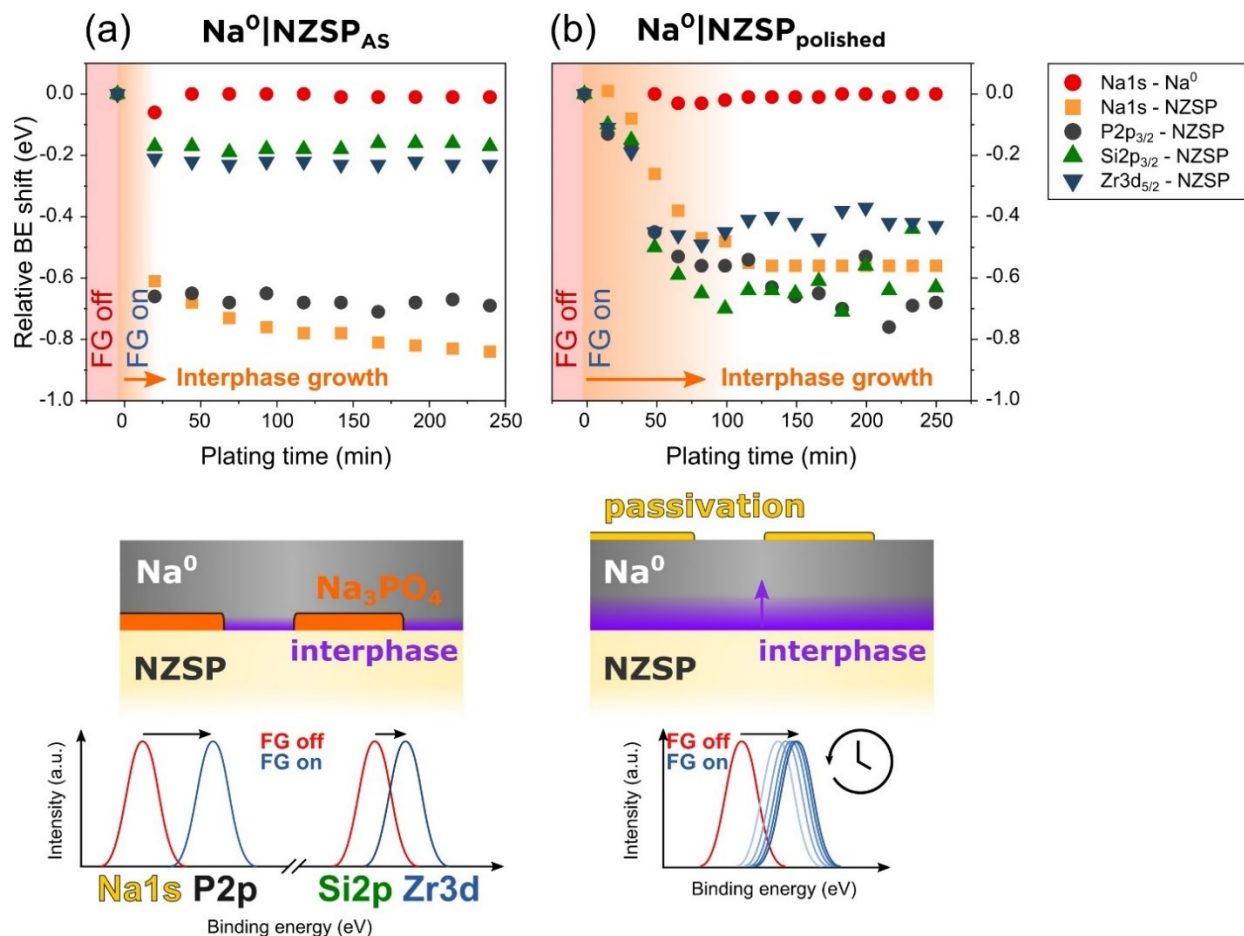 (a) Na⁰|NZSP_AS
(b) Na⁰|NZSP_polished
Relative BE shift (eV)
0.0
-0.2
-0.4
-0.6
-0.8
-1.0
FG off
FG on
Interphase growth
0 50 100 150 200 250
Plating time (min)
FG off
FG on
Interphase growth
0 50 100 150 200 250
Plating time (min)
0.0
-0.2
-0.4
-0.6
-0.8
-1.0
Na1s - Na⁰
Na1s - NZSP
P2p₃/₂ - NZSP
Si2p₃/₂ - NZSP
Zr3d₅/₂ - NZSP
Na⁰
Na₃PO₄
interphase
NZSP
passivation
Na⁰
interphase
NZSP
Intensity (a.u.)
FG off
FG on
Na1s P2p Si2p Zr3d
Binding energy (eV)
Intensity (a.u.)
FG off
FG on
Binding energy (eV)